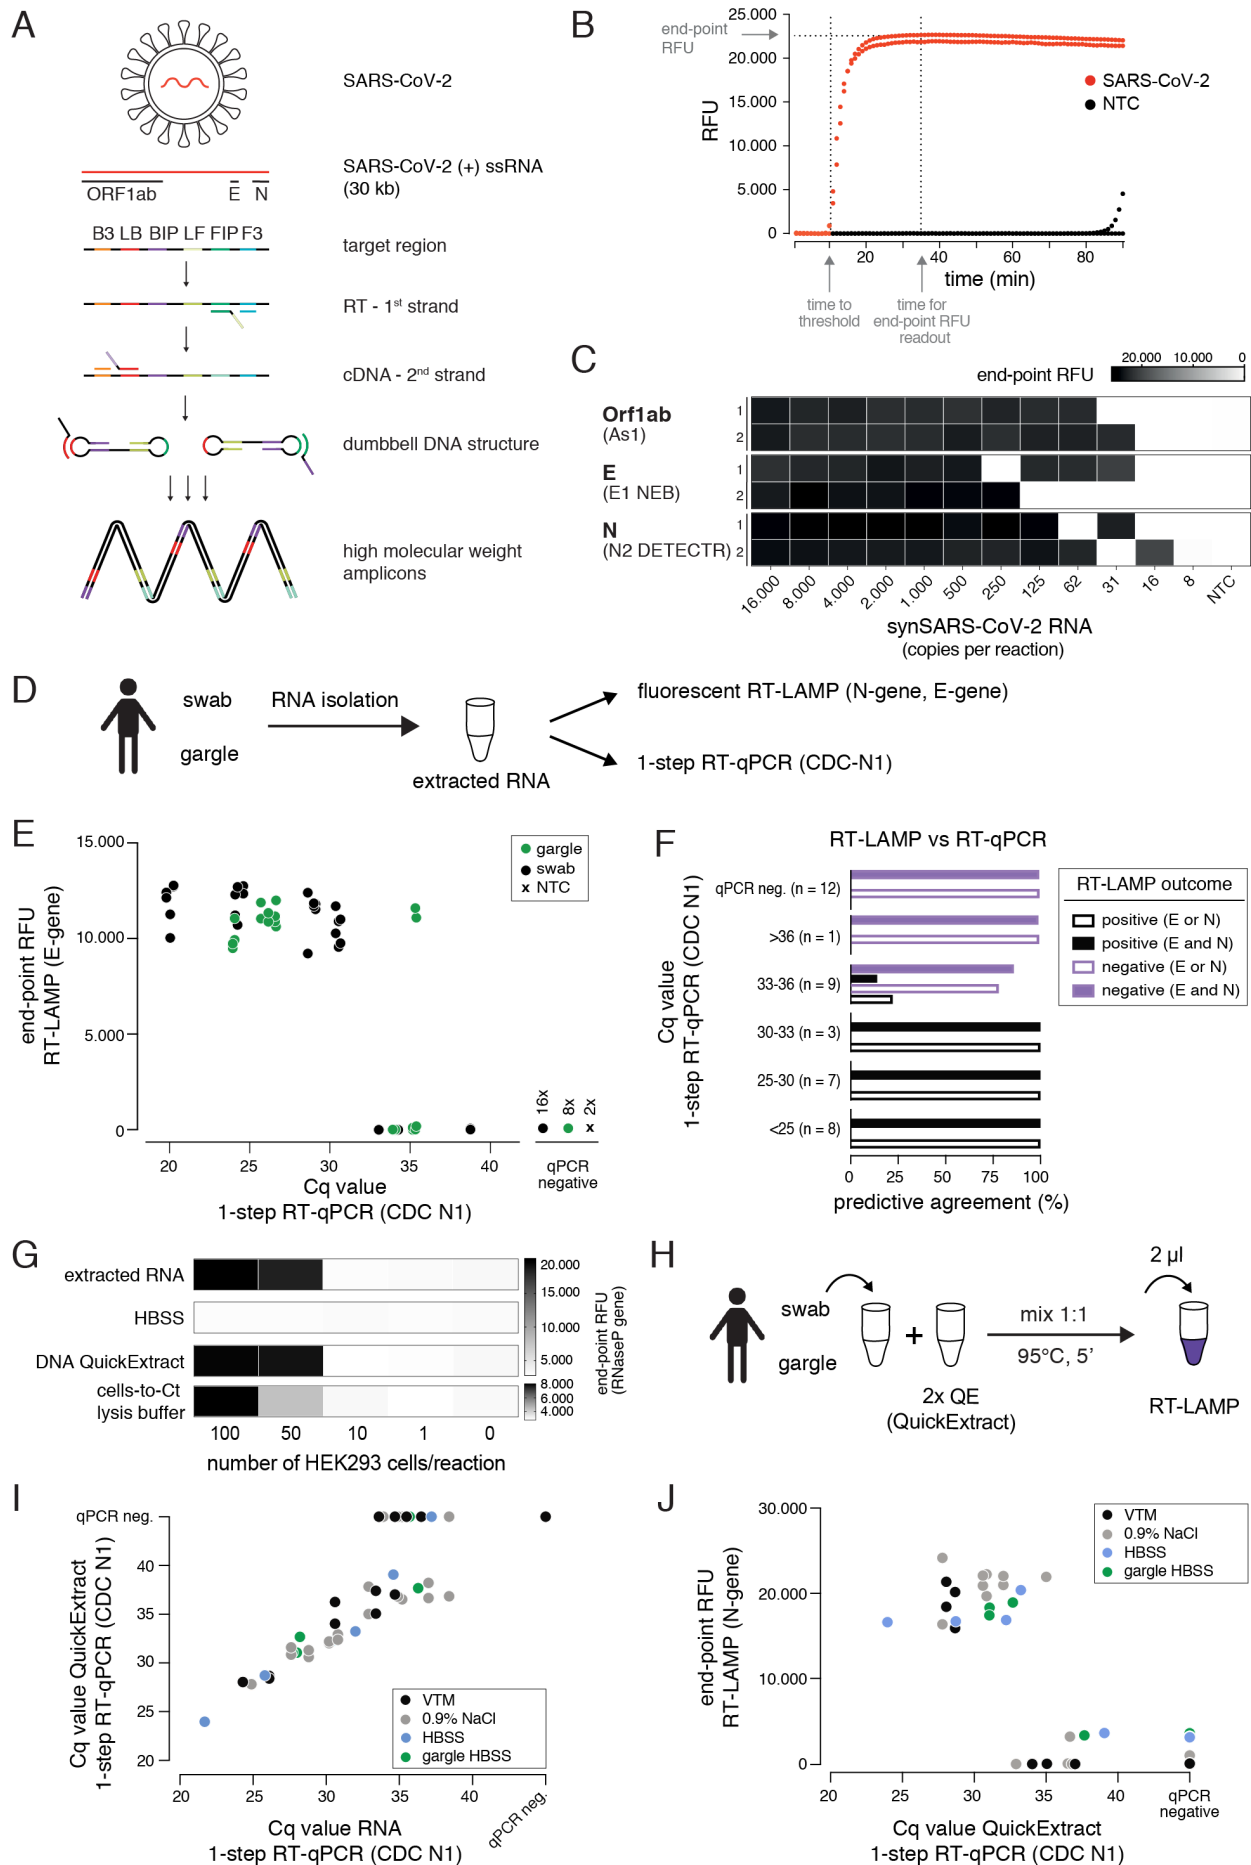 A
SARS-CoV-2
SARS-CoV-2 (+) ssRNA
(30 kb)
ORF1ab
E
N
B3 LB BIP LF FIP F3
target region
RT - 1st strand
cDNA - 2nd strand
dumbbell DNA structure
high molecular weight
amplicons
B
end-point
RFU
25.000
20.000
15.000
10.000
5.000
0
RFU
SARS-CoV-2
NTC
20
40
60
80
time (min)
time to
threshold
time for
end-point RFU
readout
C
end-point RFU
20.000
10.000
0
Orf1ab
(As1)
1
2
E
(E1 NEB)
1
2
N
(N2 DETECTR)
1
2
16.000
8.000
4.000
2.000
1.000
500
250
125
62
31
16
8
NTC
synSARS-CoV-2 RNA
(copies per reaction)
D
swab
gargle
RNA isolation
extracted RNA
fluorescent RT-LAMP (N-gene, E-gene)
1-step RT-qPCR (CDC-N1)
E
end-point RFU
RT-LAMP (E-gene)
15.000
10.000
5.000
0
gargle
swab
x NTC
16x
8x
2x
x
20
25
30
35
40
qPCR
negative
Cq value
1-step RT-qPCR (CDC N1)
F
RT-LAMP vs RT-qPCR
Cq value
1-step RT-qPCR (CDC N1)
qPCR neg. (n = 12)
>36 (n = 1)
33-36 (n = 9)
30-33 (n = 3)
25-30 (n = 7)
<25 (n = 8)
0
25
50
75
100
predictive agreement (%)
RT-LAMP outcome
positive (E or N)
positive (E and N)
negative (E or N)
negative (E and N)
G
extracted RNA
HBSS
DNA QuickExtract
cells-to-Ct
lysis buffer
100
50
10
1
0
number of HEK293 cells/reaction
20.000
15.000
10.000
5.000
8.000
6.000
4.000
end-point RFU
(RNaseP gene)
H
swab
gargle
+
2x QE
(QuickExtract)
mix 1:1
95°C, 5’
2 µl
RT-LAMP
I
Cq value QuickExtract
1-step RT-qPCR (CDC N1)
qPCR neg.
40
35
30
25
20
VTM
0.9% NaCl
HBSS
gargle HBSS
20
25
30
35
40
qPCR neg.
Cq value RNA
1-step RT-qPCR (CDC N1)
J
end-point RFU
RT-LAMP (N-gene)
30.000
20.000
10.000
0
VTM
0.9% NaCl
HBSS
gargle HBSS
20
25
30
35
40
qPCR
negative
Cq value QuickExtract
1-step RT-qPCR (CDC N1)